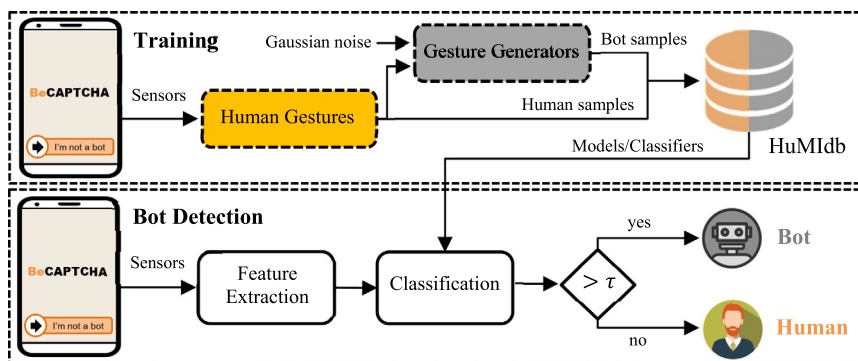 Training
Gaussian noise
Gesture Generators
Bot samples
BeCAPTCHA
Sensors
Human Gestures
Human samples
I'm not a bot
Models/Classifiers
HuMIdb
Bot Detection
yes
Bot
BeCAPTCHA
Sensors
Feature
Extraction
Classification
> τ
I'm not a bot
no
Human